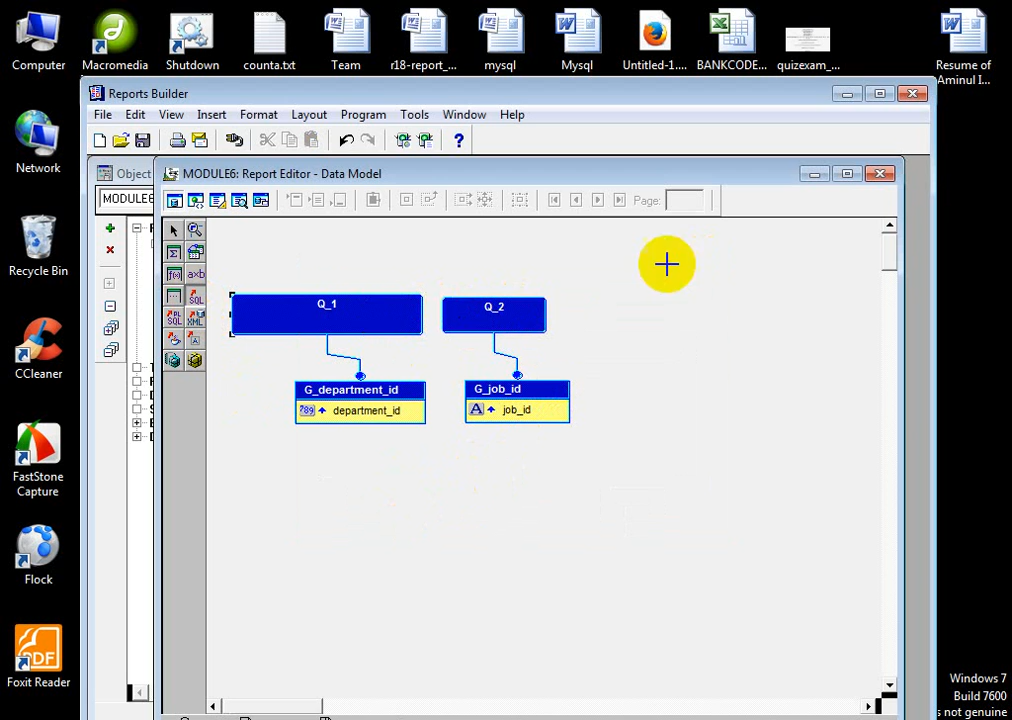 Computer
Macromedia
Shutdown
counta.txt
Team
r18-report_...
mysql
Mysql
Untitled-1....
BANKCODE...
quizexam_...
Resume of
Aminul I...
Reports Builder
File Edit View Insert Format Layout Program Tools Window Help
Network
Object
MODULE6: Report Editor - Data Model
MODULE6
Page:
Recycle Bin
Q_1
Q_2
CCleaner
G_department_id
G_job_id
department_id
job_id
FastStone
Capture
Flock
Foxit Reader
Windows 7
Build 7600
s not genuine